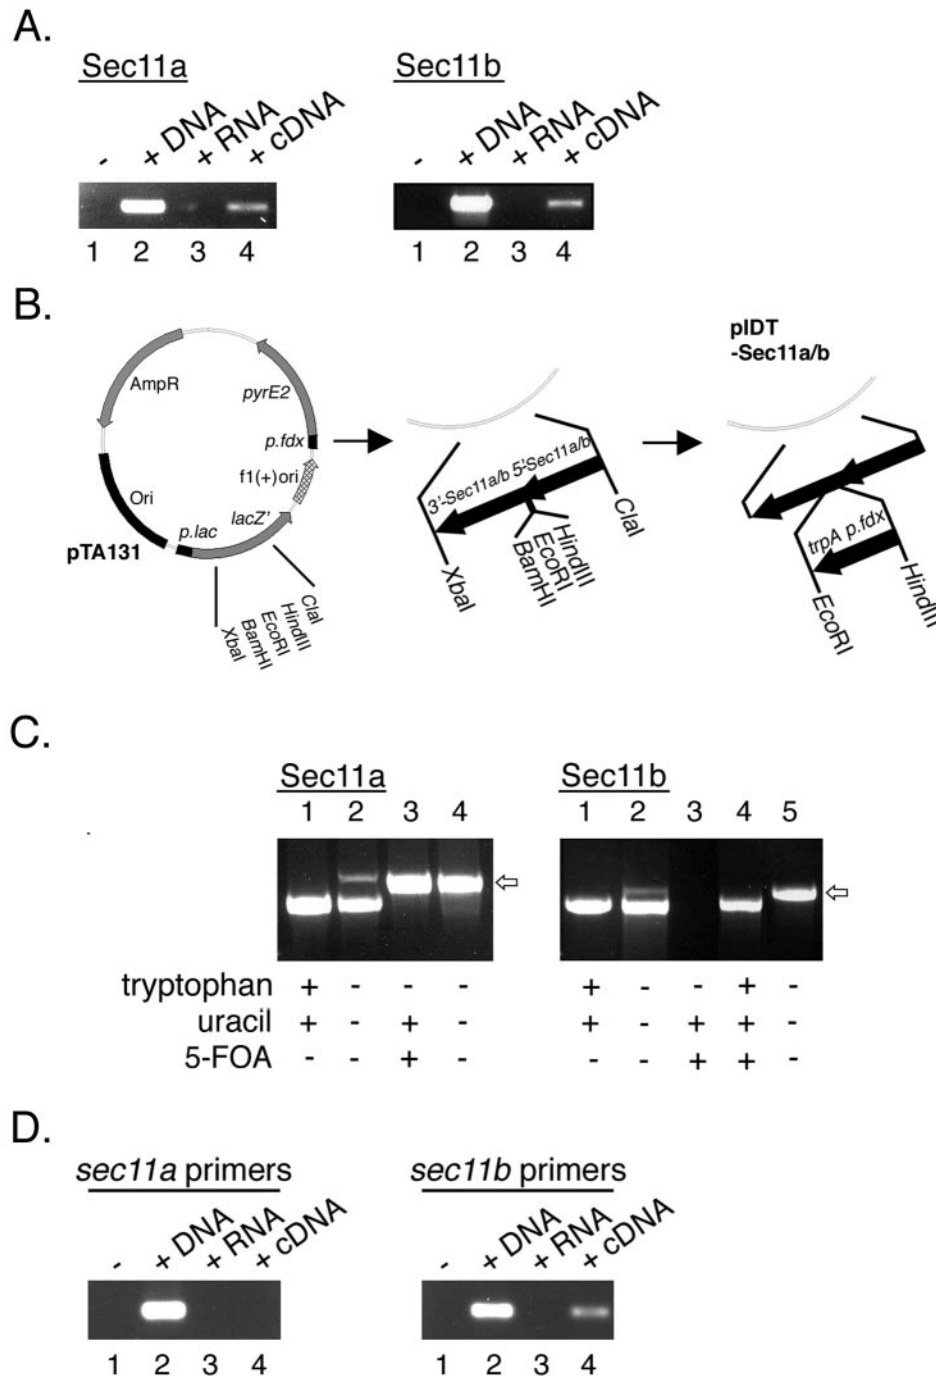 A.
Sec11a
Sec11b
- + DNA + RNA + cDNA
- + DNA + RNA + cDNA
1 2 3 4
1 2 3 4
B.
AmpR
pyrE2
p.fdx
f1(+) ori
lacZ'
p.lac
Ori
pTA131
XbaI
BamHI
EcoRI
HindIII
ClaI
3'-Sec11a/b 5'-Sec11a/b
XbaI
BamHI
EcoRI
HindIII
ClaI
pIDT
-Sec11a/b
trpA p.fdx
EcoRI
HindIII
C.
Sec11a
Sec11b
1 2 3 4
1 2 3 4 5
tryptophan + - - - + - - + -
uracil + - + - + - + + -
5-FOA - - + - - - + + -
D.
sec11a primers
sec11b primers
- + DNA + RNA + cDNA
- + DNA + RNA + cDNA
1 2 3 4
1 2 3 4